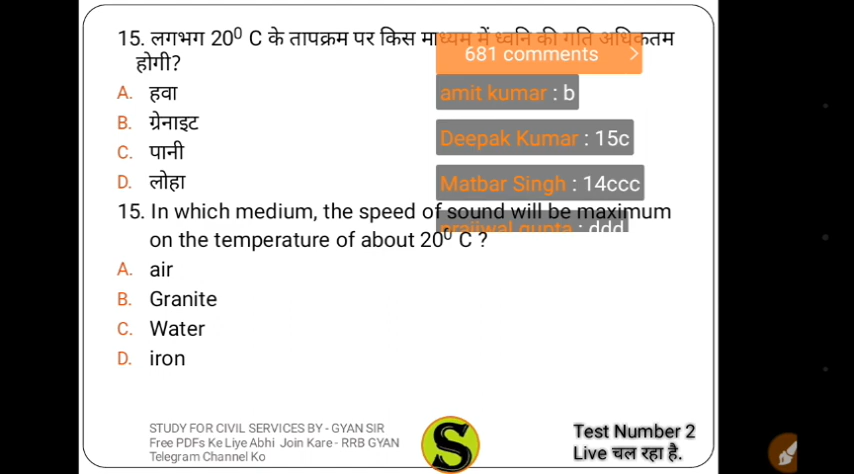 15. लगभग 20⁰ C के तापक्रम पर किस माध्यम में ध्वनि की गति अधिकतम
होगी?
681 comments >
A. हवा
amit kumar : b
B. ग्रेनाइट
Deepak Kumar : 15c
C. पानी
D. लोहा
Matbar Singh : 14ccc
15. In which medium, the speed of sound will be maximum
prajjwal gupta : ddd
on the temperature of about 20⁰ C ?
A. air
B. Granite
C. Water
D. iron
STUDY FOR CIVIL SERVICES BY - GYAN SIR
Free PDFs Ke Liye Abhi Join Kare - RRB GYAN
Telegram Channel Ko
S
Test Number 2
Live चल रहा है.